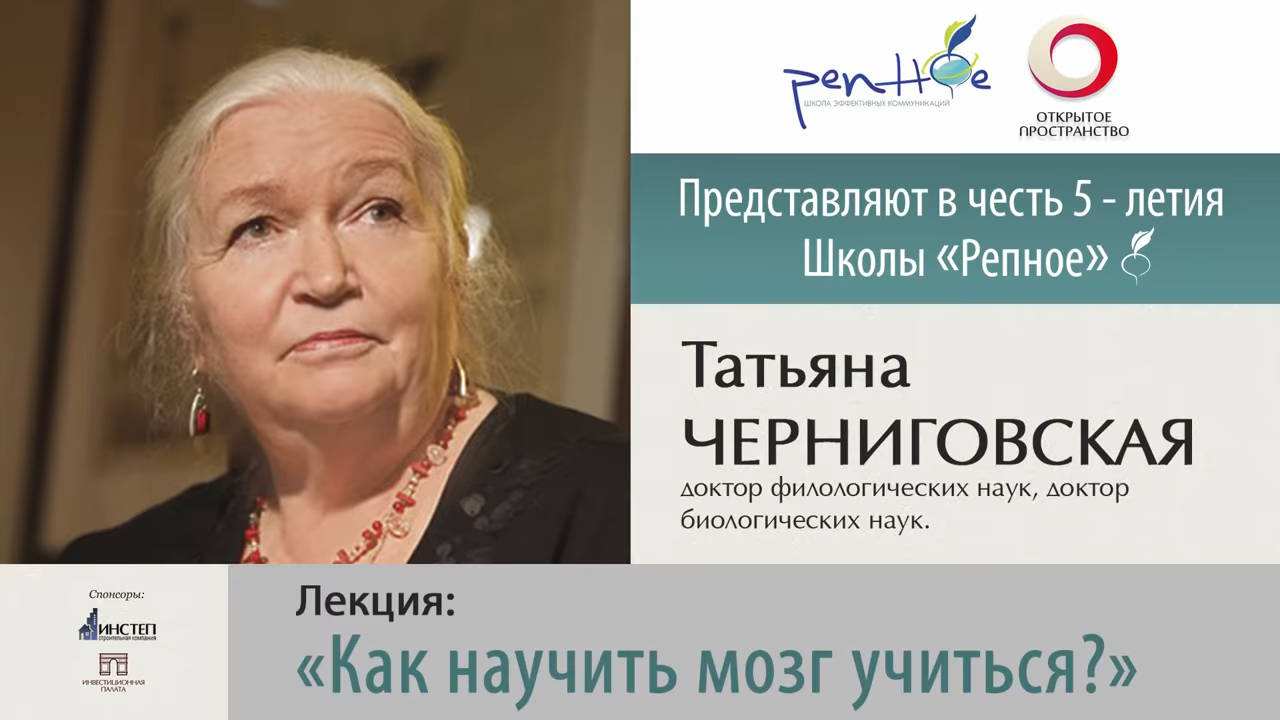 репное
ШКОЛА ЭФФЕКТИВНЫХ КОММУНИКАЦИЙ
ОТКРЫТОЕ
ПРОСТРАНСТВО
Представляют в честь 5 - летия
Школы «Репное»
Татьяна
ЧЕРНИГОВСКАЯ
доктор филологических наук, доктор
биологических наук.
Спонсоры:
ИНСТЕП
строительная компания
ИНВЕСТИЦИОННАЯ
ПАЛАТА
Лекция:
«Как научить мозг учиться?»